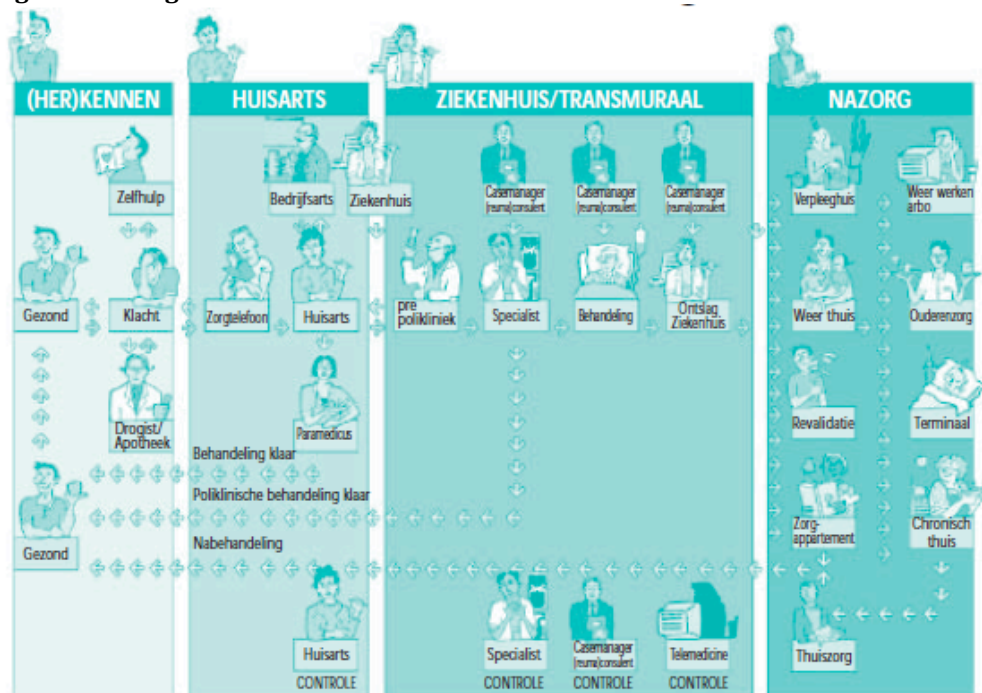 (HER)KENNEN
HUISARTS
ZIEKENHUIS/TRANSMURAAL
NAZORG
Zelfhulp
Bedrijfsarts
Ziekenhuis
Casemanager
(reuma)consulent
Casemanager
(reuma)consulent
Casemanager
(reuma)consulent
Verpleeghuis
Weer werken
arbo
Gezond
Klacht
Zorgtelefoon
Huisarts
pre
polikliniek
Specialist
Behandeling
Ontslag
Ziekenhuis
Weer thuis
Ouderenzorg
Drogist/
Apotheek
Paramedicus
Revalidatie
Terminaal
Behandeling klaar
Poliklinische behandeling klaar
Nabehandeling
Gezond
Zorg-
appartement
Chronisch
thuis
Huisarts
CONTROLE
Specialist
CONTROLE
Casemanager
(reuma)consulent
CONTROLE
Telemedicine
CONTROLE
Thuiszorg